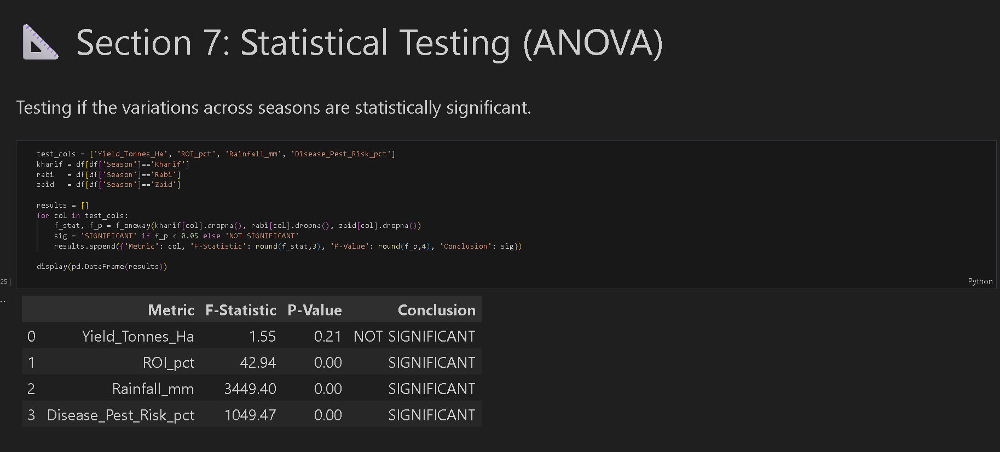 Section 7: Statistical Testing (ANOVA)
Testing if the variations across seasons are statistically significant.
test_cols = ['Yield_Tonnes_Ha', 'ROI_pct', 'Rainfall_mm', 'Disease_Pest_Risk_pct']
kharif = df[df['Season']=='Kharif']
rabi   = df[df['Season']=='Rabi']
zaid   = df[df['Season']=='Zaid']
results = []
for col in test_cols:
    f_stat, f_p = f_oneway(kharif[col].dropna(), rabi[col].dropna(), zaid[col].dropna())
    sig = 'SIGNIFICANT' if f_p < 0.05 else 'NOT SIGNIFICANT'
    results.append({'Metric': col, 'F-Statistic': round(f_stat,3), 'P-Value': round(f_p,4), 'Conclusion': sig})
display(pd.DataFrame(results))
25]
Python
Metric F-Statistic P-Value Conclusion
0 Yield_Tonnes_Ha 1.55 0.21 NOT SIGNIFICANT
1 ROI_pct 42.94 0.00 SIGNIFICANT
2 Rainfall_mm 3449.40 0.00 SIGNIFICANT
3 Disease_Pest_Risk_pct 1049.47 0.00 SIGNIFICANT